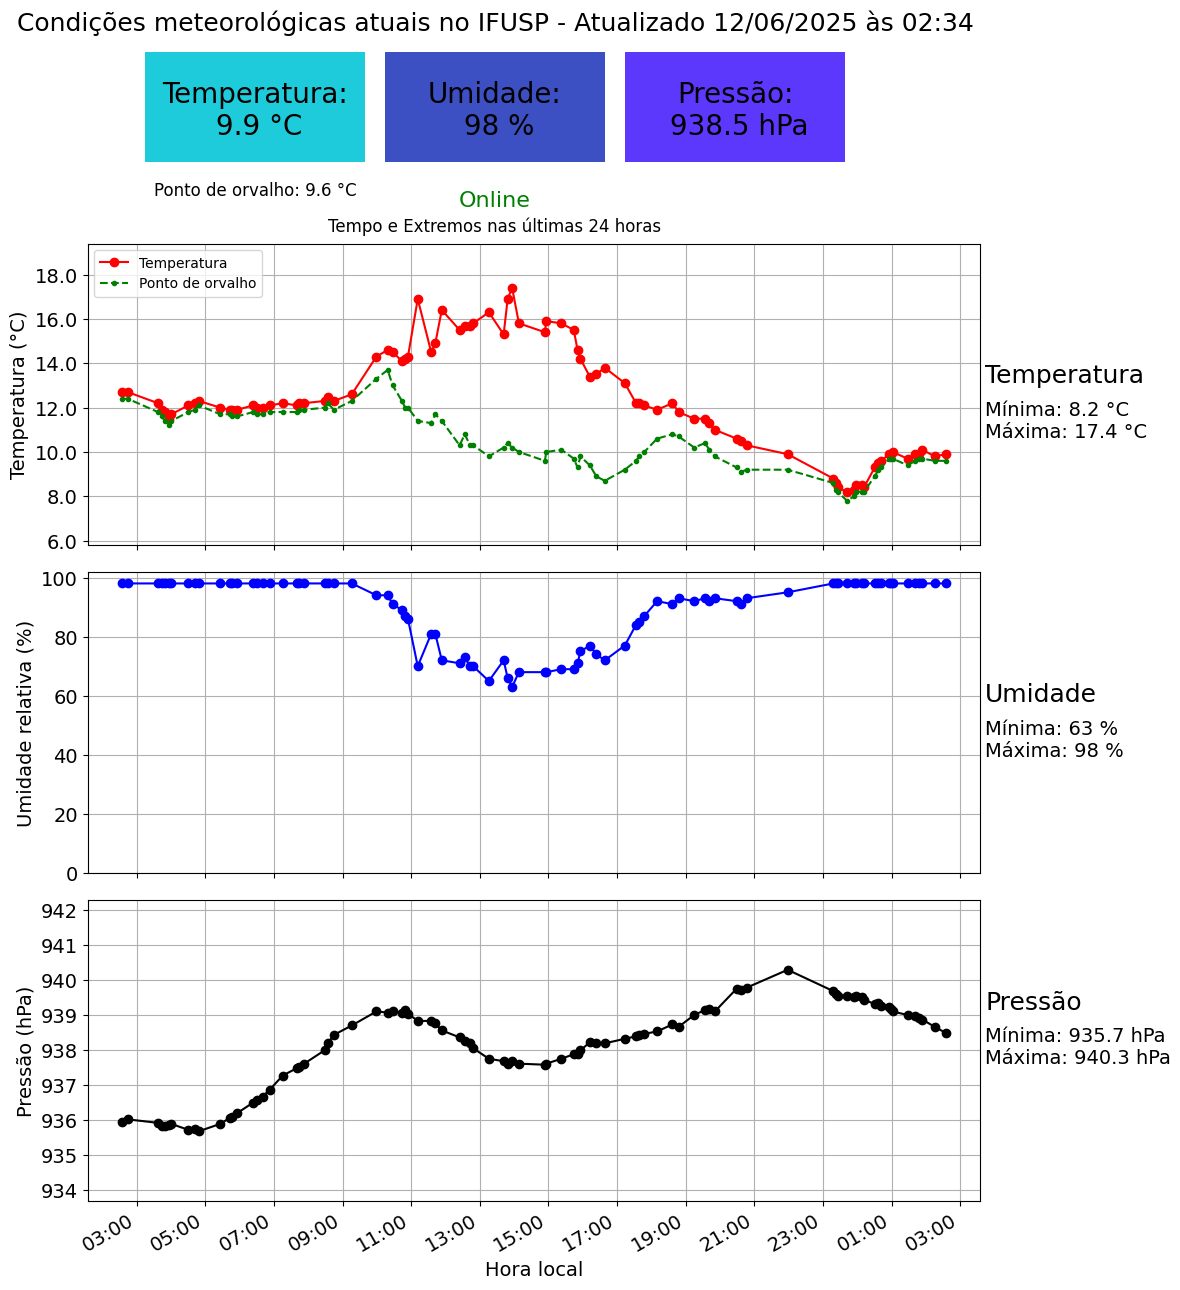 Condições meteorológicas atuais no IFUSP - Atualizado 12/06/2025 às 02:34
Temperatura:
9.9 °C
Umidade:
98 %
Pressão:
938.5 hPa
Ponto de orvalho: 9.6 °C
Online
Tempo e Extremos nas últimas 24 horas
Temperatura (°C)
18.0
16.0
14.0
12.0
10.0
8.0
6.0
Temperatura
Ponto de orvalho
Temperatura
Mínima: 8.2 °C
Máxima: 17.4 °C
Umidade relativa (%)
100
80
60
40
20
0
Umidade
Mínima: 63 %
Máxima: 98 %
Pressão (hPa)
942
941
940
939
938
937
936
935
934
Pressão
Mínima: 935.7 hPa
Máxima: 940.3 hPa
03:00 05:00 07:00 09:00 11:00 13:00 15:00 17:00 19:00 21:00 23:00 01:00 03:00
Hora local